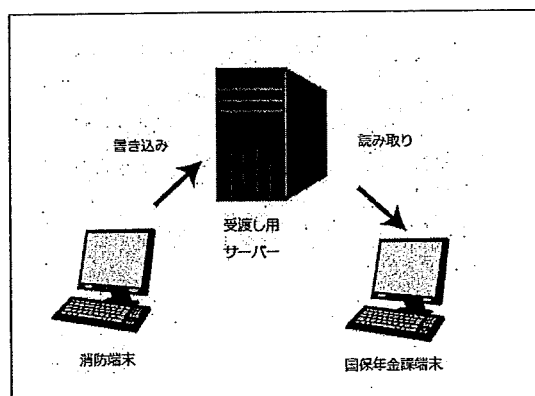 書き込み
読み取り
受渡し用
サーバー
消防端末
国保年金課端末